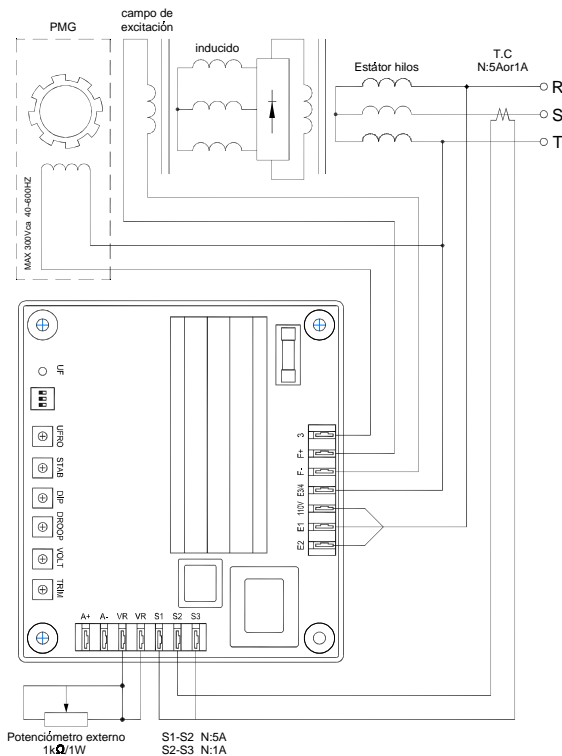 campo de
excitación
PMG
inducido
T.C
N:5Aor1A
Estátor hilos
R
S
T
MAX 300Vca 40-600HZ
UF
UFRO
STAB
DIP
DROOP
VOLT
TRIM
3
F+
F-
E3/4
110V
E1
E2
A+ A- VR VR S1 S2 S3
Potenciómetro externo
1kΩ/1W
S1-S2 N:5A
S2-S3 N:1A